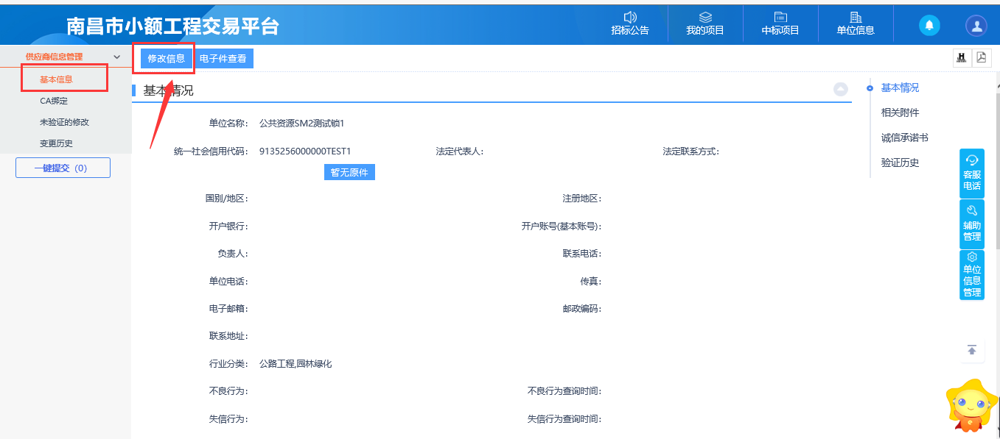 南昌市小额工程交易平台
招标公告 我的项目 中标项目 单位信息
供应商信息管理
基本信息
CA绑定
未验证的修改
变更历史
一键提交（0）
修改信息 电子件查看
基本情况
单位名称： 公共资源SM2测试锁1
统一社会信用代码： 9135256000000TEST1 法定代表人： 法定联系方式：
暂无原件
国别/地区： 注册地区：
开户银行： 开户账号(基本账号)：
负责人： 联系电话：
单位电话： 传真：
电子邮箱： 邮政编码：
联系地址：
行业分类： 公路工程,园林绿化
不良行为： 不良行为查询时间：
失信行为： 失信行为查询时间：
基本情况
相关附件
诚信承诺书
验证历史
客服
电话
辅助
管理
单位
信息
管理